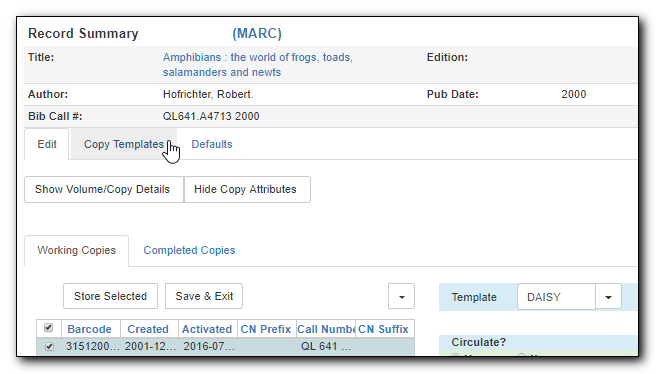 Record Summary (MARC)
Title: Amphibians : the world of frogs, toads, Edition:
salamanders and newts
Author: Hofrichter, Robert. Pub Date: 2000
Bib Call #: QL641.A4713 2000
Edit Copy Templates Defaults
Show Volume/Copy Details Hide Copy Attributes
Working Copies Completed Copies
Store Selected Save & Exit Template DAISY
Barcode Created Activated CN Prefix Call Numbe CN Suffix
3151200... 2001-12... 2016-07... QL 641 ...
Circulate?